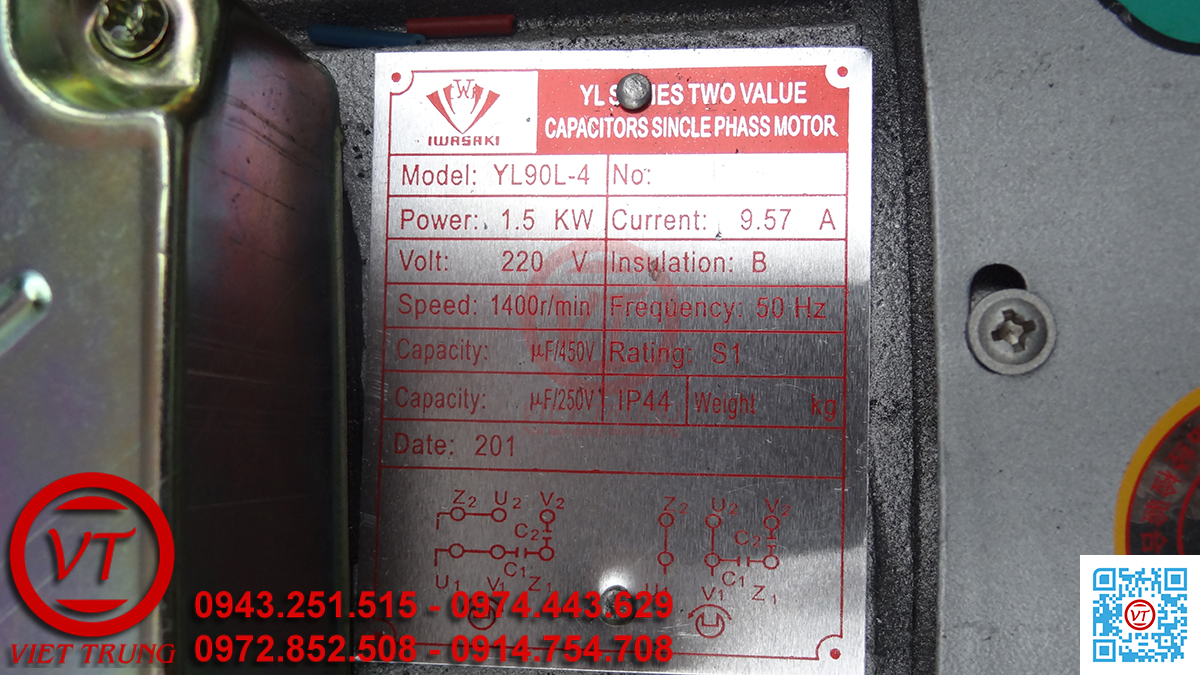 IWASAKI
YL SERIES TWO VALUE
CAPACITORS SINCLE PHASS MOTOR
Model: YL90L-4 No:
Power: 1.5 KW Current: 9.57 A
Volt: 220 V Insulation: B
Speed: 1400r/min Frequency: 50 Hz
Capacity: μF/450V Rating: S1
Capacity: μF/250V IP44 Weight kg
Date: 201
Z2 U2 V2 Z2 U2 V2
C2 C2
C1 C1
U1 V1 Z1 U1 V1 Z1
VT
VIET TRUNG
0943.251.515 - 0974.443.629
0972.852.508 - 0914.754.708
VT